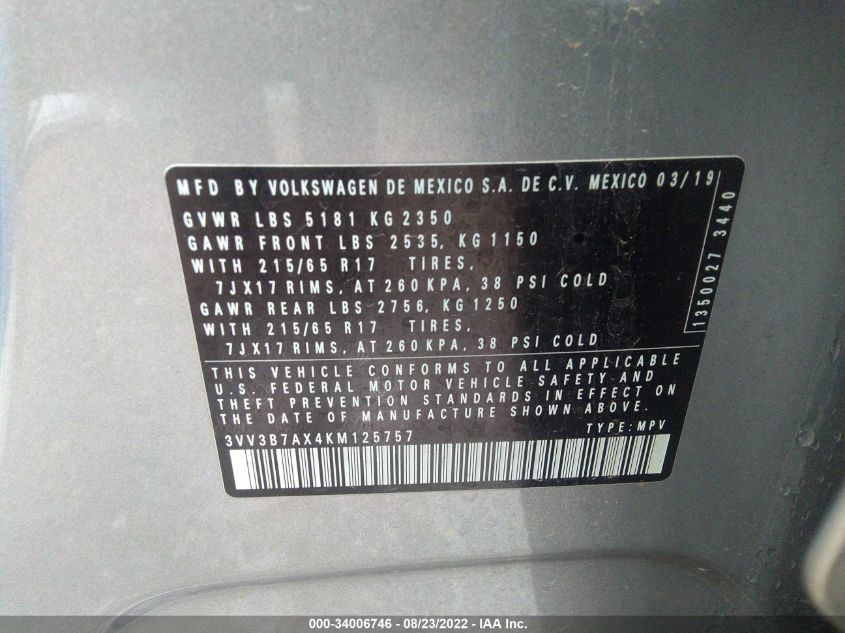 MFD BY VOLKSWAGEN DE MEXICO S.A. DE C.V. MEXICO 03/19
GVWR LBS 5181 KG 2350
GAWR FRONT LBS 2535, KG 1150
WITH 215/65 R17 TIRES,
7JX17 RIMS, AT 260 KPA, 38 PSI COLD
GAWR REAR LBS 2756, KG 1250
WITH 215/65 R17 TIRES,
7JX17 RIMS, AT 260 KPA, 38 PSI COLD
1350027 3440
THIS VEHICLE CONFORMS TO ALL APPLICABLE
U.S. FEDERAL MOTOR VEHICLE SAFETY AND
THEFT PREVENTION STANDARDS IN EFFECT ON
THE DATE OF MANUFACTURE SHOWN ABOVE.
3VV3B7AX4KM125757 TYPE: MPV
000-34006746 - 08/23/2022 - IAA Inc.